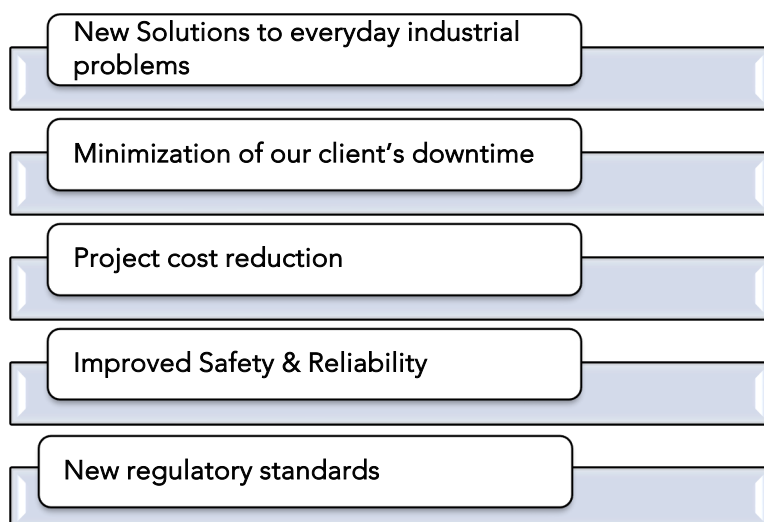 New Solutions to everyday industrial
problems
Minimization of our client’s downtime
Project cost reduction
Improved Safety & Reliability
New regulatory standards